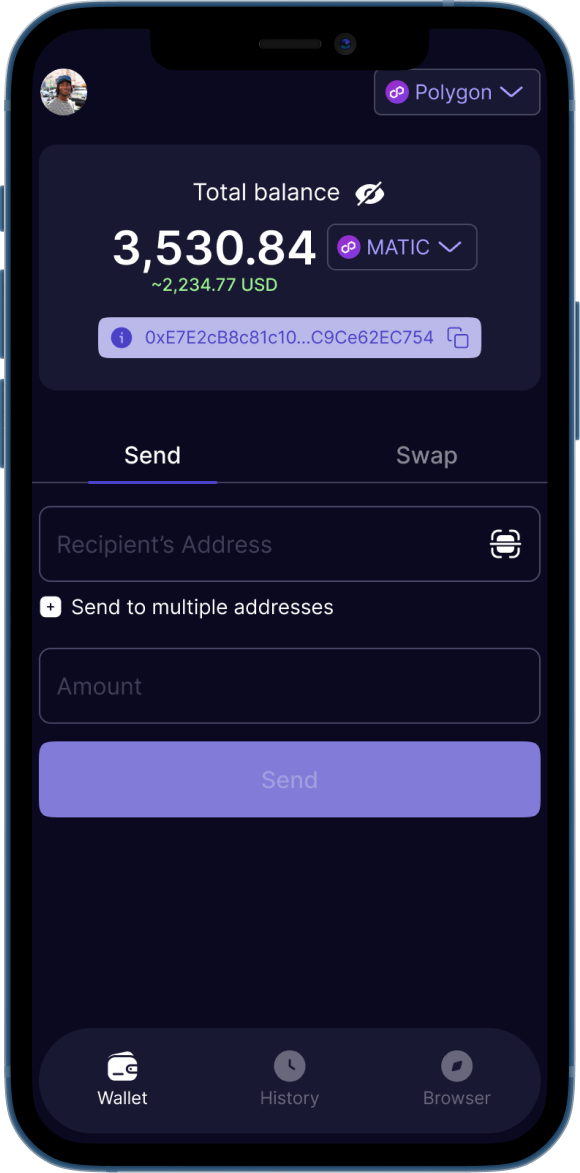 Polygon
Total balance
3,530.84 MATIC
~2,234.77 USD
0xE7E2cB8c81c10...C9Ce62EC754
Send Swap
Recipient’s Address
Send to multiple addresses
Amount
Send
Wallet History Browser